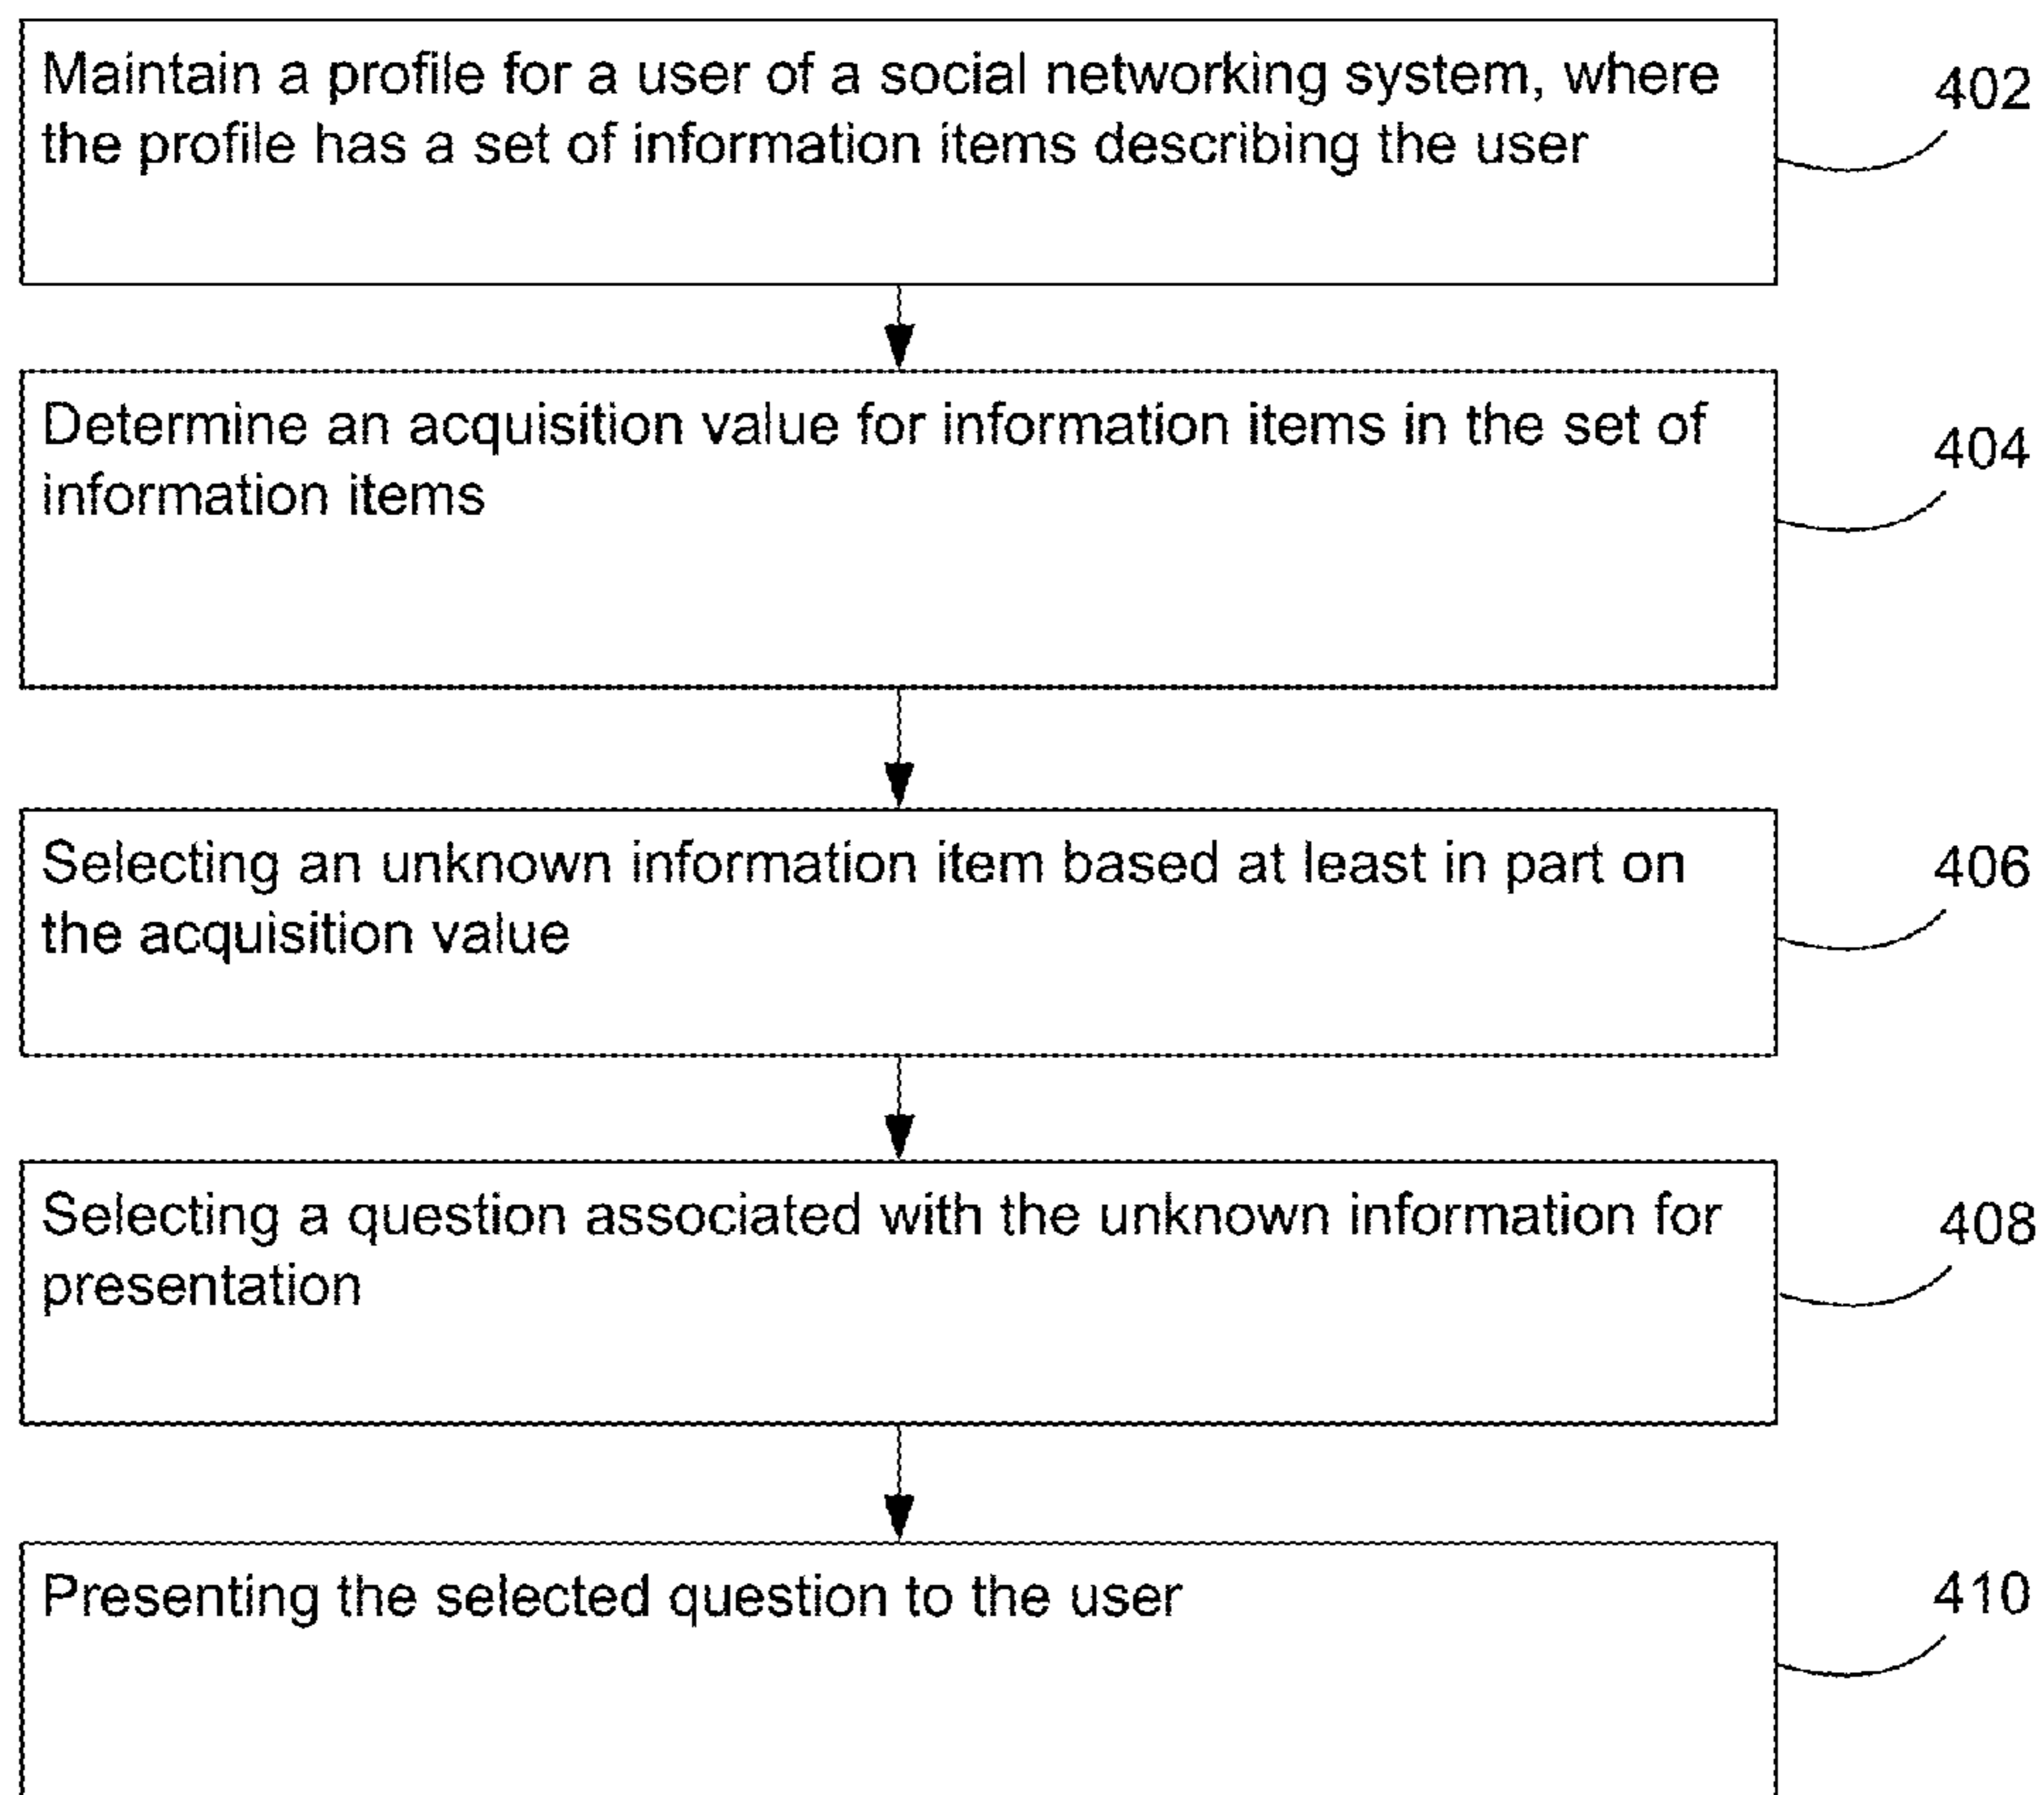 Maintain a profile for a user of a social networking system, where
the profile has a set of information items describing the user
402
Determine an acquisition value for information items in the set of
information items
404
Selecting an unknown information item based at least in part on
the acquisition value
406
Selecting a question associated with the unknown information for
presentation
408
Presenting the selected question to the user
410